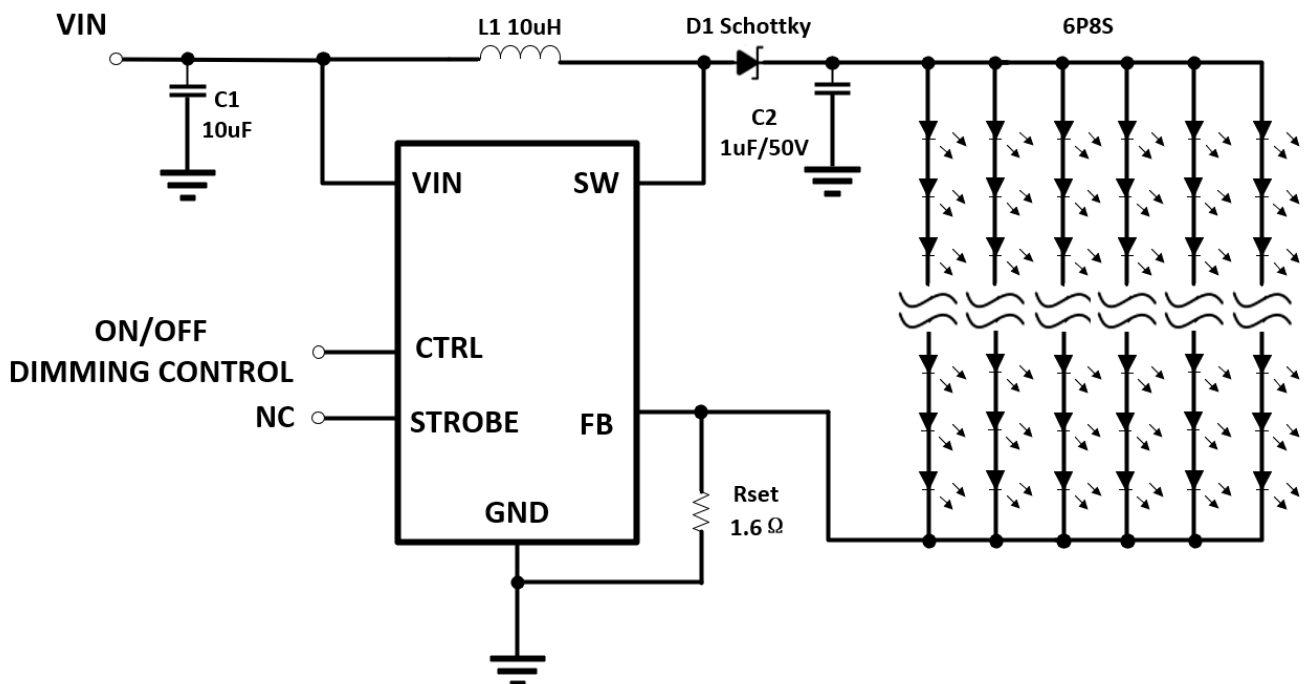 VIN
L1 10uH
D1 Schottky
6P8S
C1
10uF
C2
1uF/50V
VIN
SW
ON/OFF
DIMMING CONTROL
CTRL
NC
STROBE
FB
GND
Rset
1.6 Ω